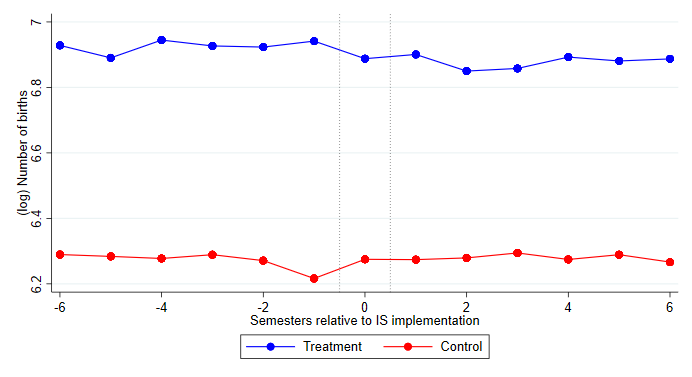 (log) Number of births
7
6.8
6.6
6.4
6.2
-6 -4 -2 0 2 4 6
Semesters relative to IS implementation
Treatment Control